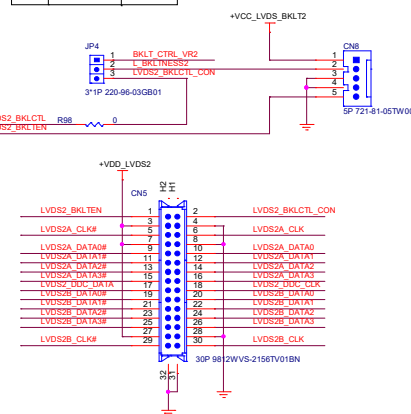 +VCC_LVDS_BKLT2
JP4
CN8
1 BKLT_CTRL_VR2
2 L_BKLTNESS2
3 LVDS2_BKLCTL_CON
3*1P 220-96-03GB01
1
2
3
4
5
5P 721-81-05TW00
DS2_BKLCTL R98 0
DS2_BKLTEN
+VDD_LVDS2
CN5
H2
H1
LVDS2_BKLTEN 1 2 LVDS2_BKLCTL_CON
3 4
LVDS2A_CLK# 5 6 LVDS2A_CLK
7 8
LVDS2A_DATA0# 9 10 LVDS2A_DATA0
LVDS2A_DATA1# 11 12 LVDS2A_DATA1
LVDS2A_DATA2# 13 14 LVDS2A_DATA2
LVDS2A_DATA3# 15 16 LVDS2A_DATA3
LVDS2_DDC_DATA 17 18 LVDS2_DDC_CLK
LVDS2B_DATA0# 19 20 LVDS2B_DATA0
LVDS2B_DATA1# 21 22 LVDS2B_DATA1
LVDS2B_DATA2# 23 24 LVDS2B_DATA2
LVDS2B_DATA3# 25 26 LVDS2B_DATA3
27 28
LVDS2B_CLK# 29 30 LVDS2B_CLK
30P 9812WVS-2156TV01BN
32
31